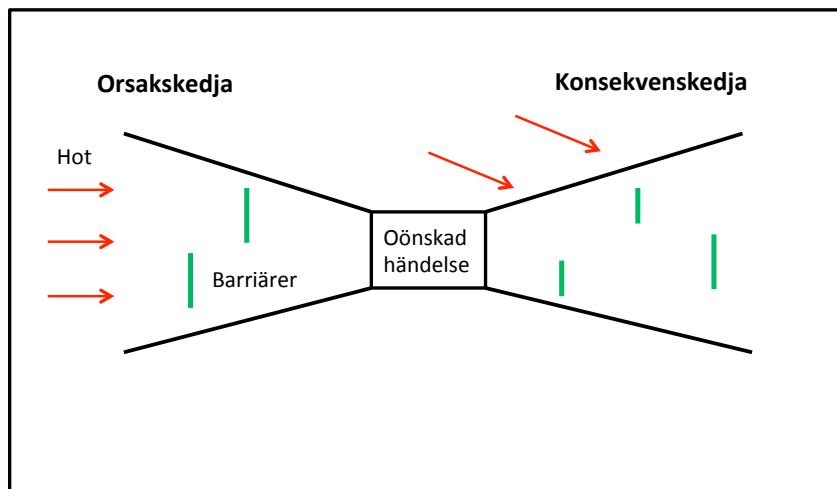 Orsakskedja
Konsekvenskedja
Hot
Oönskad
händelse
Barriärer